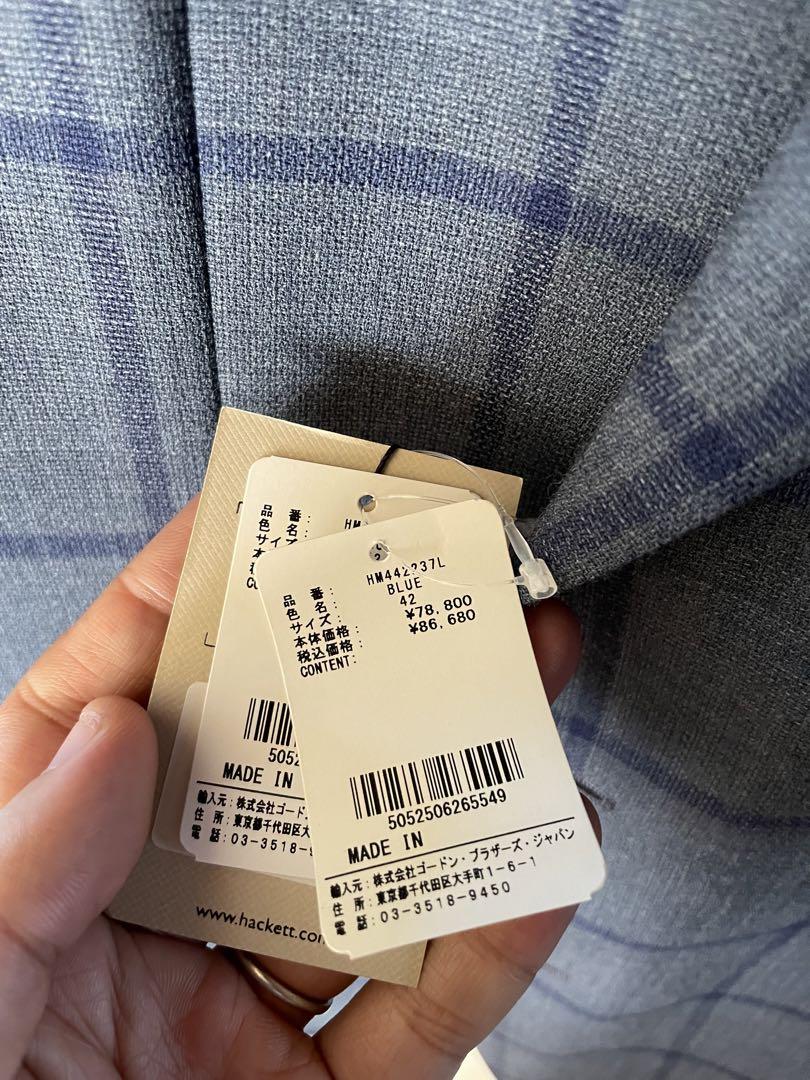 品 番:
色 名:
HM
品 番: HM442237L
色 名: BLUE
サイズ: 42
本体価格: ¥78,800
税込価格: ¥86,680
CONTENT:
5052506265549
MADE IN
輸入元:株式会社ゴードン・ブラザーズ・ジャパン
住 所:東京都千代田区大手町1-6-1
電 話:03-3518-9450
5052
MADE IN
輸入元:株式会社ゴード
住 所:東京都千代田区大
電 話:03-3518-9
www.hackett.com